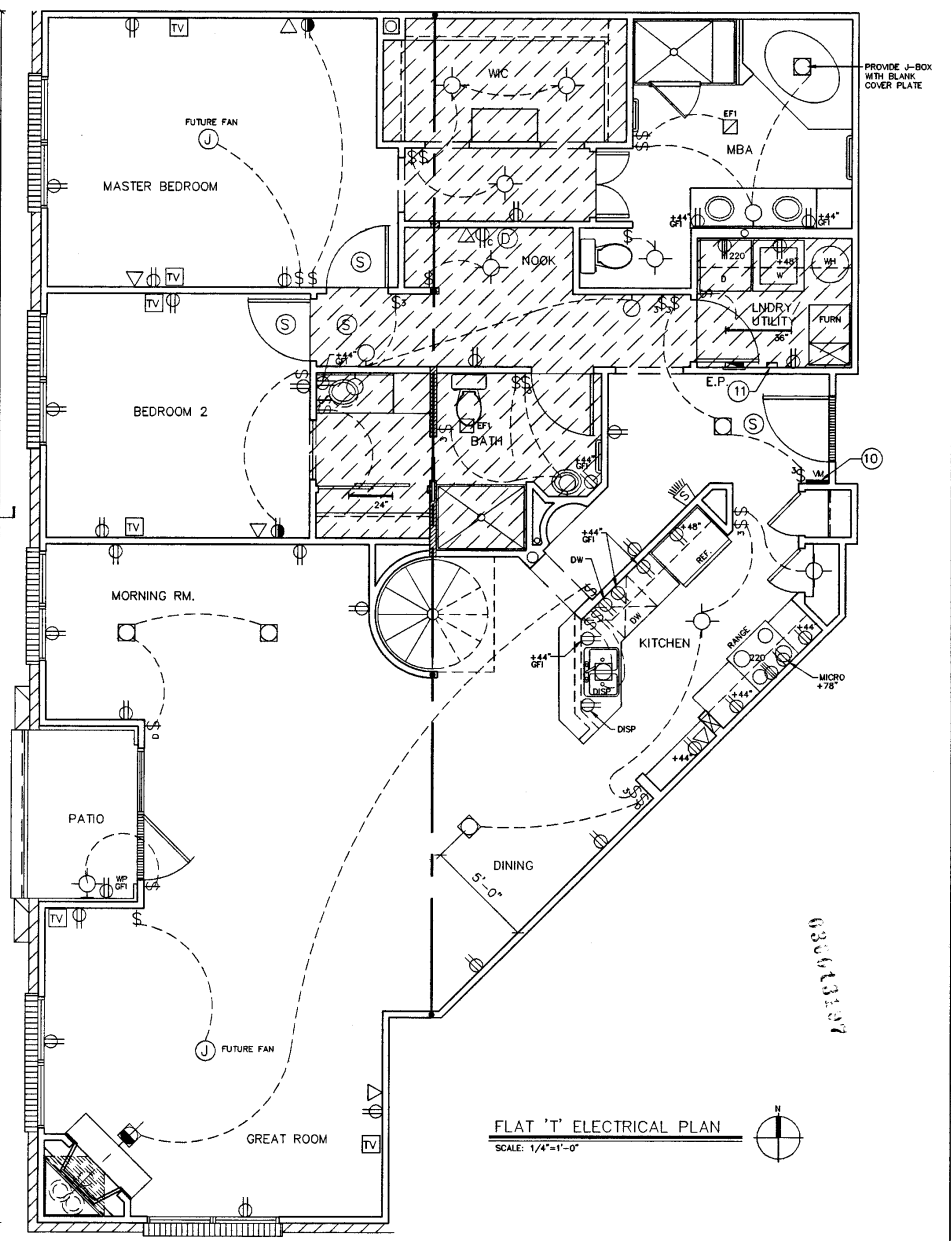 TV
WIC
PROVIDE J-BOX
WITH BLANK
COVER PLATE
FUTURE FAN
J
EF1
MBA
MASTER BEDROOM
+44"
GFI
+44"
GFI
C
D
NOOK
220
D
+48"
W
WH
S
TV
TV
S
S
3
LNDRY
UTILITY
36"
FURN
+44"
GFI
E.P.
11
BEDROOM 2
EF1
BATH
S
+44"
GFI
VM
10
24"
TV
S
+48"
REF.
+44"
GFI
DW
DW
MORNING RM.
KITCHEN
RANGE
220
+44"
MICRO
+78"
+44"
GFI
DISP
DISP
+44"
+44"
D
PATIO
WP
GFI
DINING
5'-0"
TV
J
FUTURE FAN
GREAT ROOM
TV
FLAT 'T' ELECTRICAL PLAN
SCALE: 1/4"=1'-0"
N